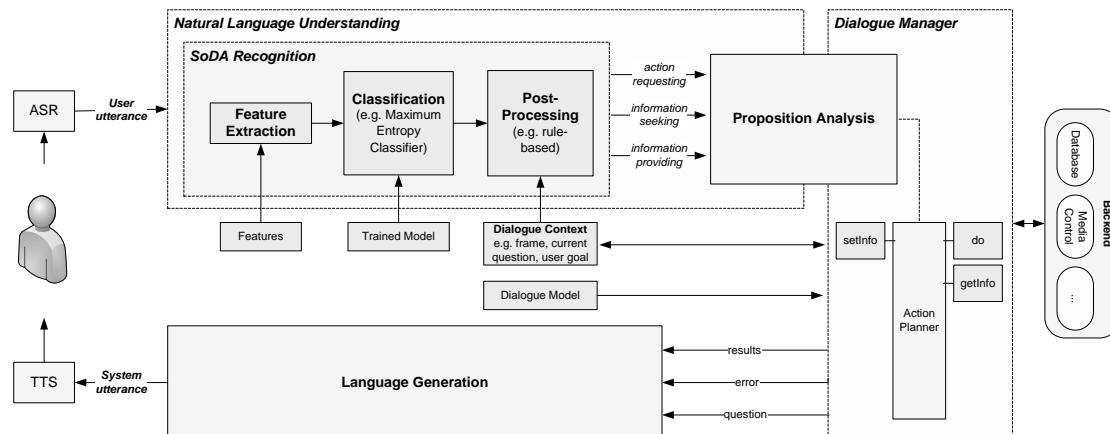 Natural Language Understanding
Dialogue Manager
SoDA Recognition
ASR
User
utterance
Feature
Extraction
Classification
(e.g. Maximum
Entropy
Classifier)
Post-
Processing
(e.g. rule-
based)
action
requesting
information
seeking
information
providing
Proposition Analysis
Features
Trained Model
Dialogue Context
e.g. frame, current
question, user goal
Dialogue Model
setInfo
do
getInfo
Action
Planner
Database
Media
Control
...
Backend
TTS
System
utterance
Language Generation
results
error
question